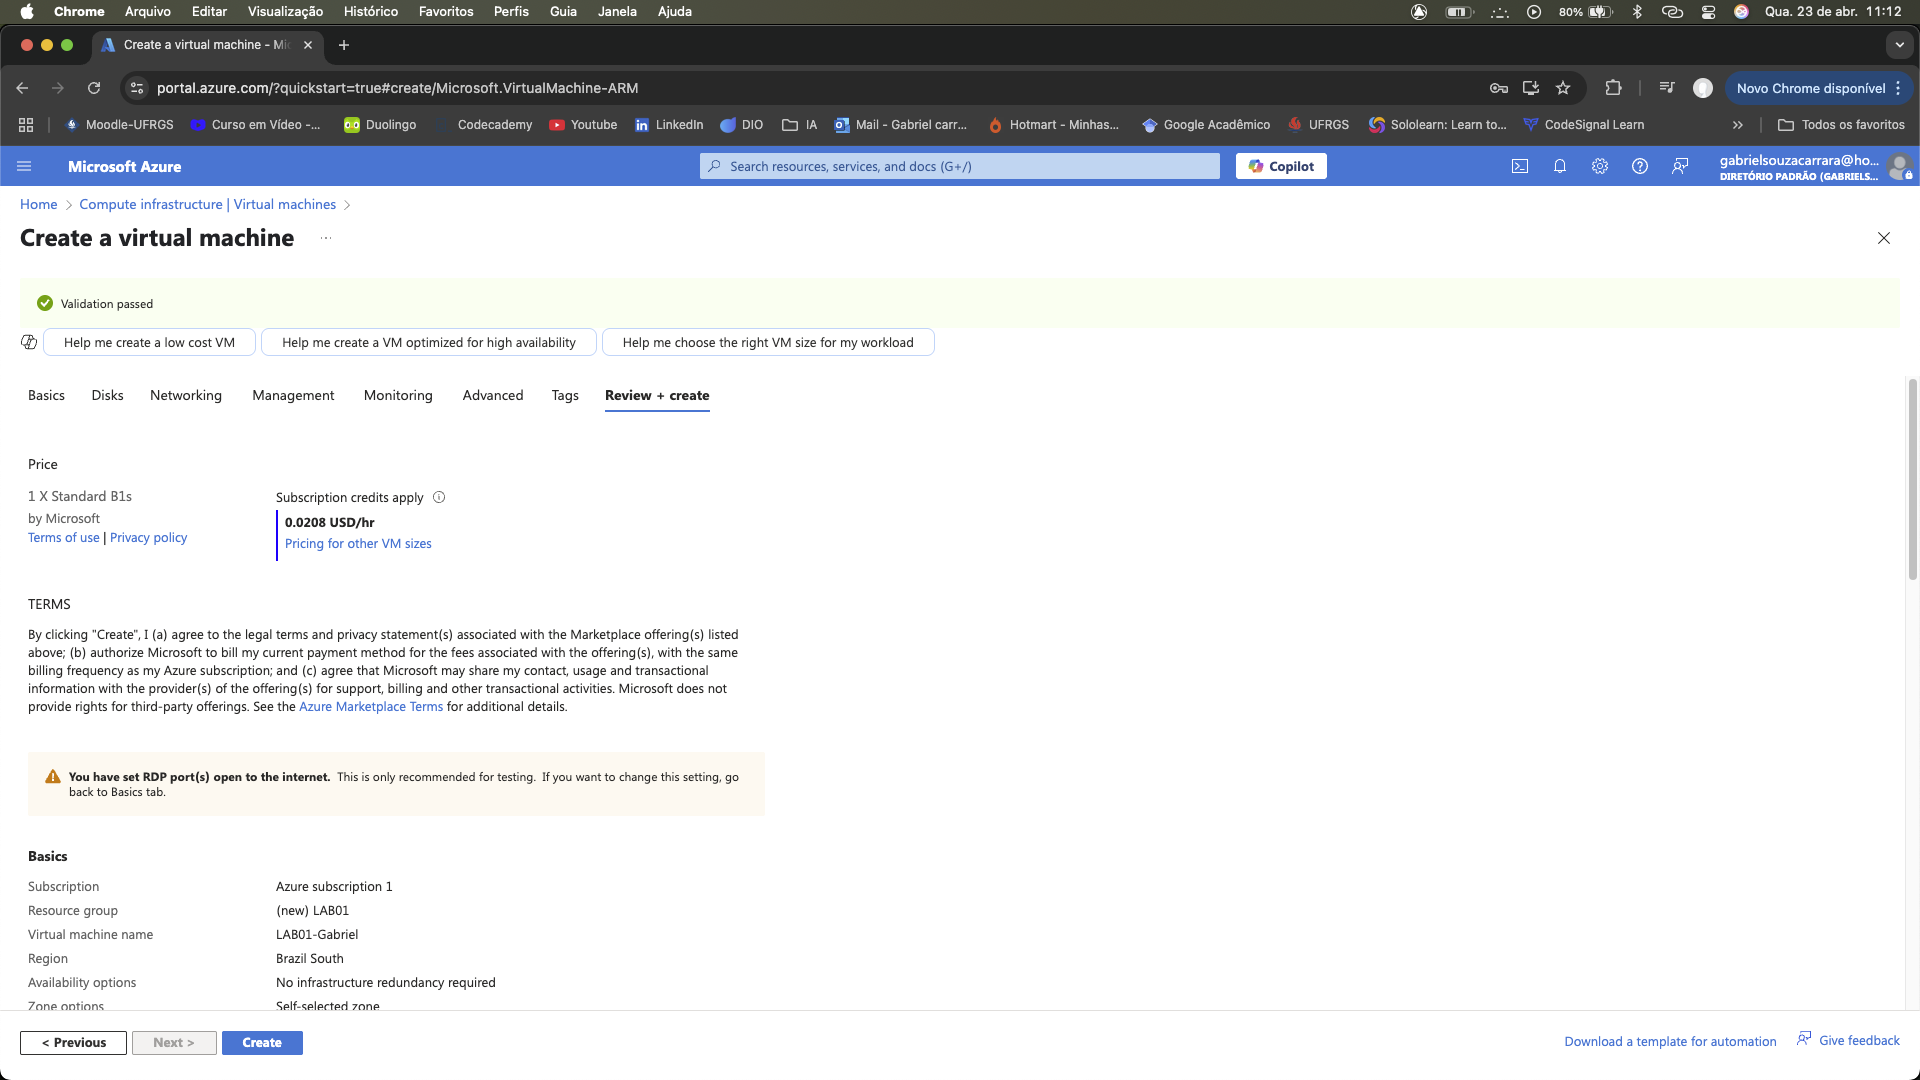 Chrome Arquivo Editar Visualização Histórico Favoritos Perfis Guia Janela Ajuda 80% Qua. 23 de abr. 11:12
Create a virtual machine - Mi
portal.azure.com/?quickstart=true#create/Microsoft.VirtualMachine-ARM Novo Chrome disponível
Moodle-UFRGS Curso em Vídeo -... Duolingo Codecademy Youtube LinkedIn DIO IA Mail - Gabriel carr... Hotmart - Minhas... Google Acadêmico UFRGS Sololearn: Learn to... CodeSignal Learn » Todos os favoritos
Microsoft Azure Search resources, services, and docs (G+/) Copilot gabrielsouzacarrara@ho...
DIRETÓRIO PADRÃO (GABRIELS...
Home > Compute infrastructure | Virtual machines >
Create a virtual machine ...
Validation passed
Help me create a low cost VM Help me create a VM optimized for high availability Help me choose the right VM size for my workload
Basics Disks Networking Management Monitoring Advanced Tags Review + create
Price
1 X Standard B1s Subscription credits apply
by Microsoft 0.0208 USD/hr
Terms of use | Privacy policy Pricing for other VM sizes
TERMS
By clicking "Create", I (a) agree to the legal terms and privacy statement(s) associated with the Marketplace offering(s) listed
above; (b) authorize Microsoft to bill my current payment method for the fees associated with the offering(s), with the same
billing frequency as my Azure subscription; and (c) agree that Microsoft may share my contact, usage and transactional
information with the provider(s) of the offering(s) for support, billing and other transactional activities. Microsoft does not
provide rights for third-party offerings. See the Azure Marketplace Terms for additional details.
You have set RDP port(s) open to the internet. This is only recommended for testing. If you want to change this setting, go
back to Basics tab.
Basics
Subscription Azure subscription 1
Resource group (new) LAB01
Virtual machine name LAB01-Gabriel
Region Brazil South
Availability options No infrastructure redundancy required
Zone options Self-selected zone
< Previous Next > Create Download a template for automation Give feedback